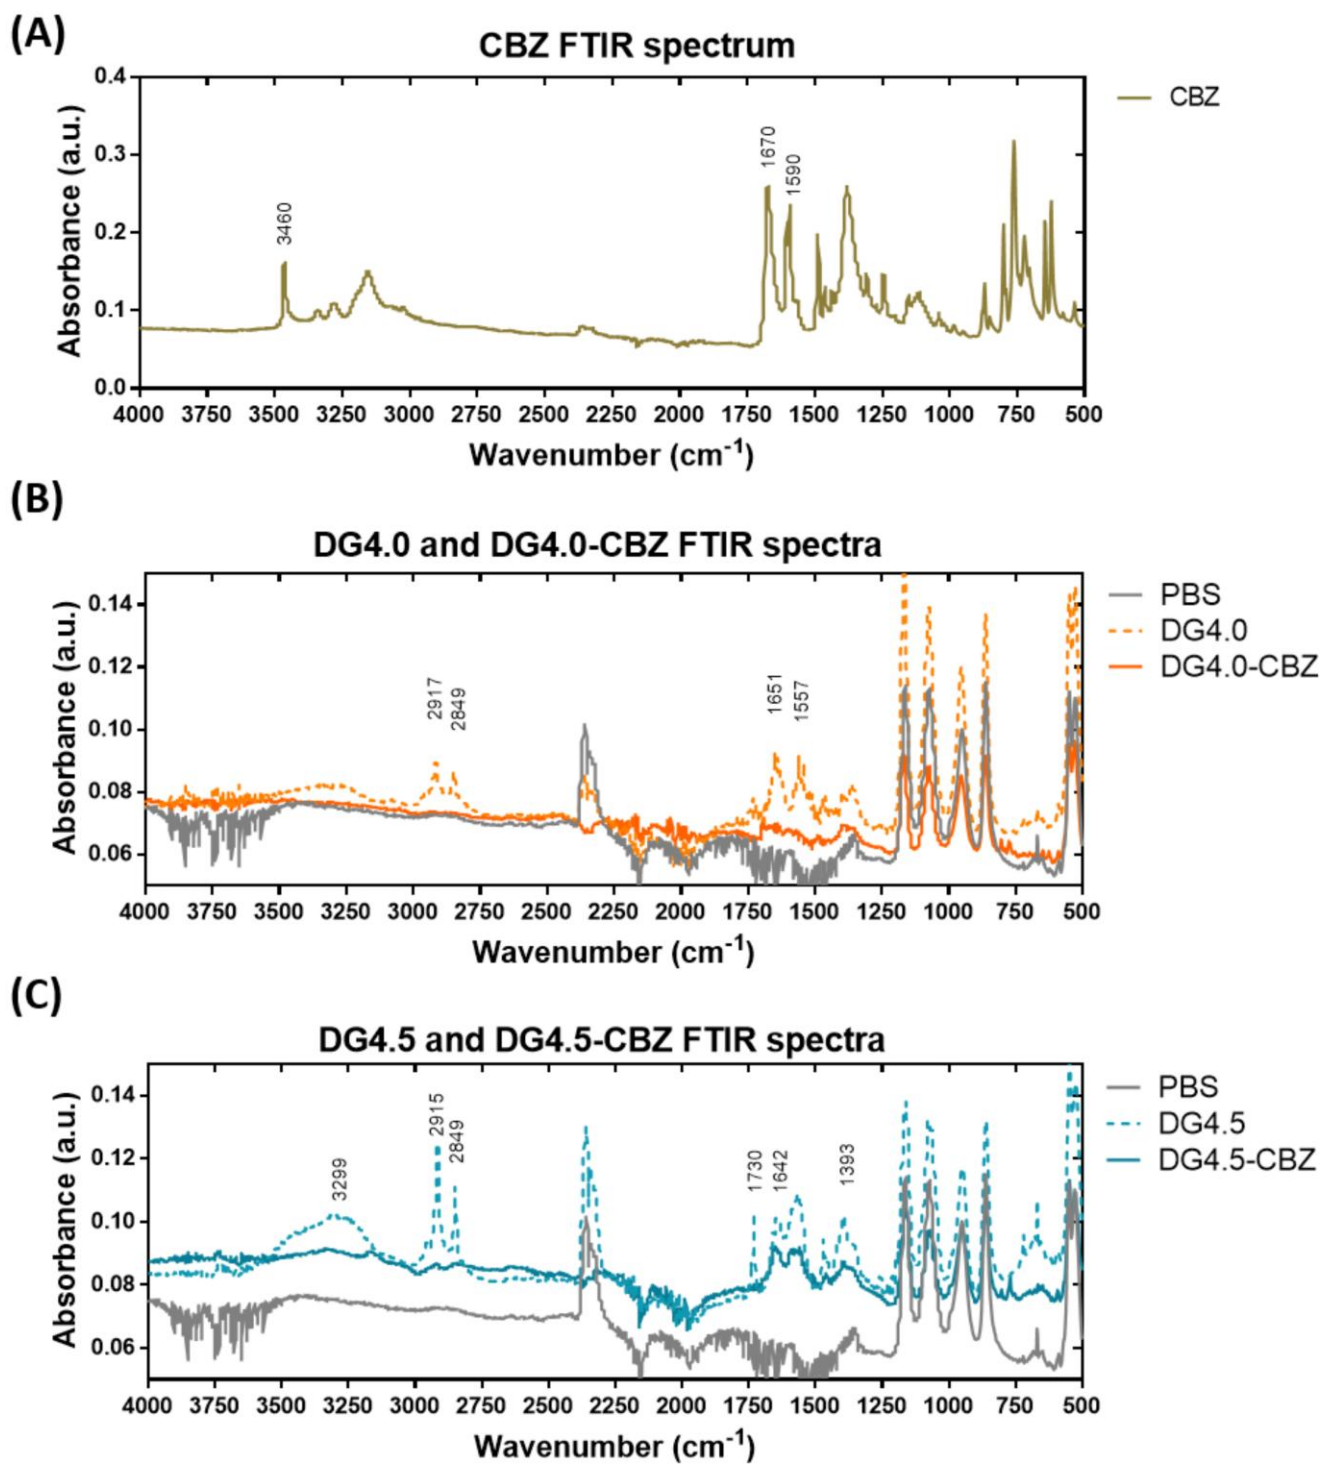 (A)
CBZ FTIR spectrum
0.4
0.3
0.2
0.1
0.0
Absorbance (a.u.)
3460
1670
1590
CBZ
4000 3750 3500 3250 3000 2750 2500 2250 2000 1750 1500 1250 1000 750 500
Wavenumber (cm-1)
(B)
DG4.0 and DG4.0-CBZ FTIR spectra
0.14
0.12
0.10
0.08
0.06
Absorbance (a.u.)
2917
2849
1651
1557
PBS
DG4.0
DG4.0-CBZ
4000 3750 3500 3250 3000 2750 2500 2250 2000 1750 1500 1250 1000 750 500
Wavenumber (cm-1)
(C)
DG4.5 and DG4.5-CBZ FTIR spectra
0.14
0.12
0.10
0.08
0.06
Absorbance (a.u.)
3299
2915
2849
1730
1642
1393
PBS
DG4.5
DG4.5-CBZ
4000 3750 3500 3250 3000 2750 2500 2250 2000 1750 1500 1250 1000 750 500
Wavenumber (cm-1)